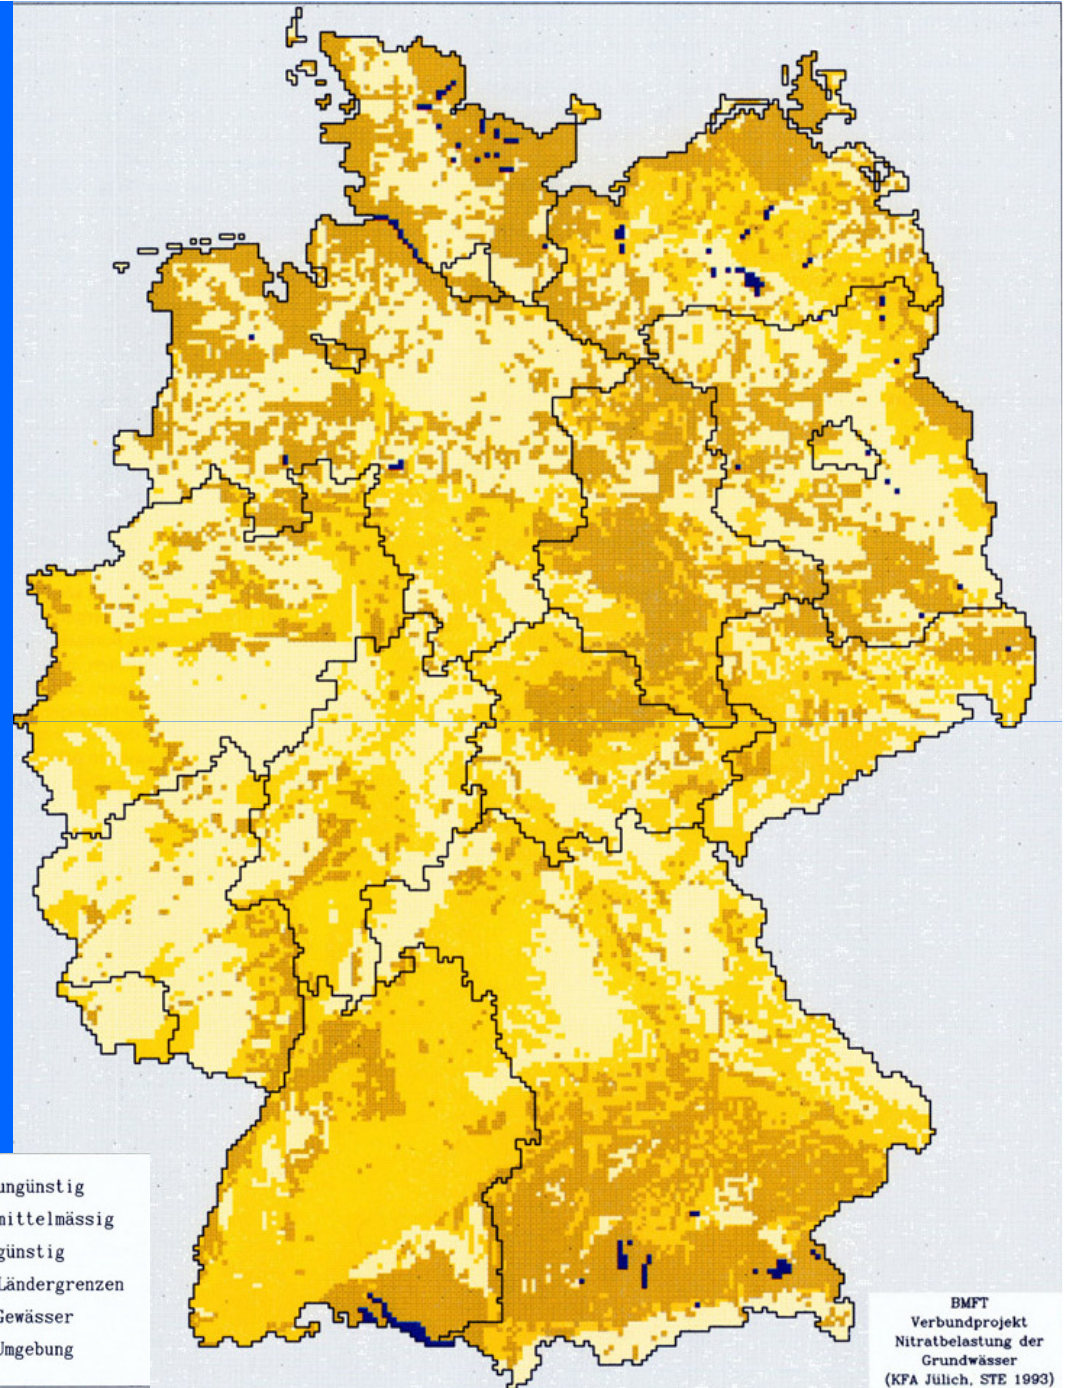 ungünstig
mittelmässig
günstig
Ländergrenzen
Gewässer
Umgebung
BMFT
Verbundprojekt
Nitratbelastung der
Grundwässer
(KFA Jülich, STE 1993)